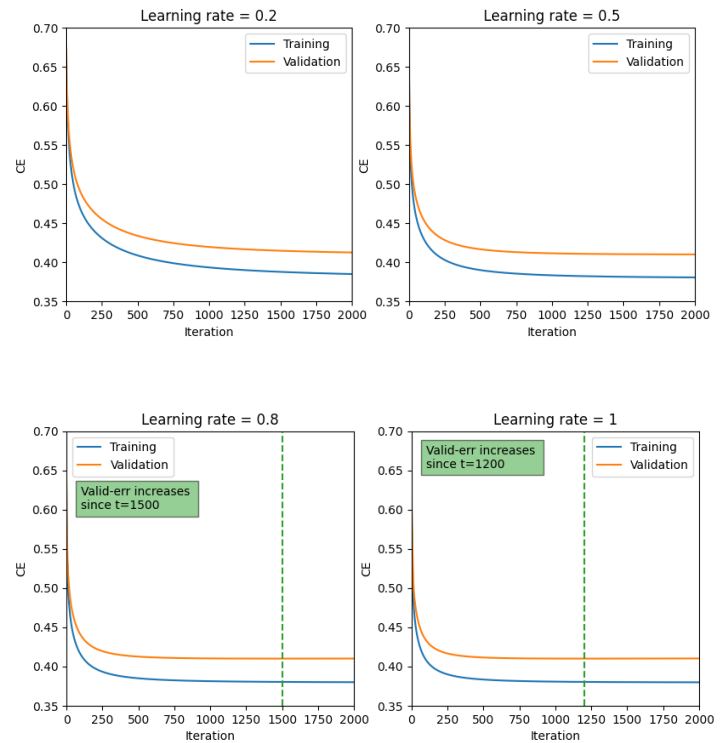 Learning rate = 0.2
0.70
0.65
0.60
0.55
0.50
0.45
0.40
0.35
CE
Training
Validation
0 250 500 750 1000 1250 1500 1750 2000
Iteration
Learning rate = 0.5
0.70
0.65
0.60
0.55
0.50
0.45
0.40
0.35
CE
Training
Validation
0 250 500 750 1000 1250 1500 1750 2000
Iteration
Learning rate = 0.8
0.70
0.65
0.60
0.55
0.50
0.45
0.40
0.35
CE
Training
Validation
Valid-err increases
since t=1500
0 250 500 750 1000 1250 1500 1750 2000
Iteration
Learning rate = 1
0.70
0.65
0.60
0.55
0.50
0.45
0.40
0.35
CE
Valid-err increases
since t=1200
Training
Validation
0 250 500 750 1000 1250 1500 1750 2000
Iteration